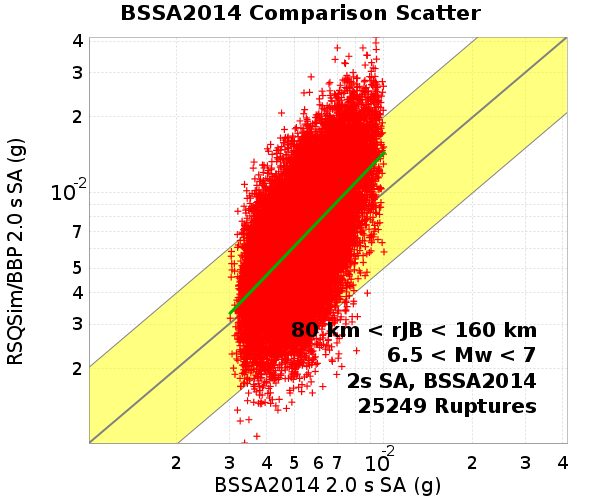 BSSA2014 Comparison Scatter
RSQSim/BBP 2.0 s SA (g)
4
3
2
10-2
7
5
4
3
2
80 km < rJB < 160 km
6.5 < Mw < 7
2s SA, BSSA2014
25249 Ruptures
2 3 4 5 6 7 10-2 2 3 4
BSSA2014 2.0 s SA (g)